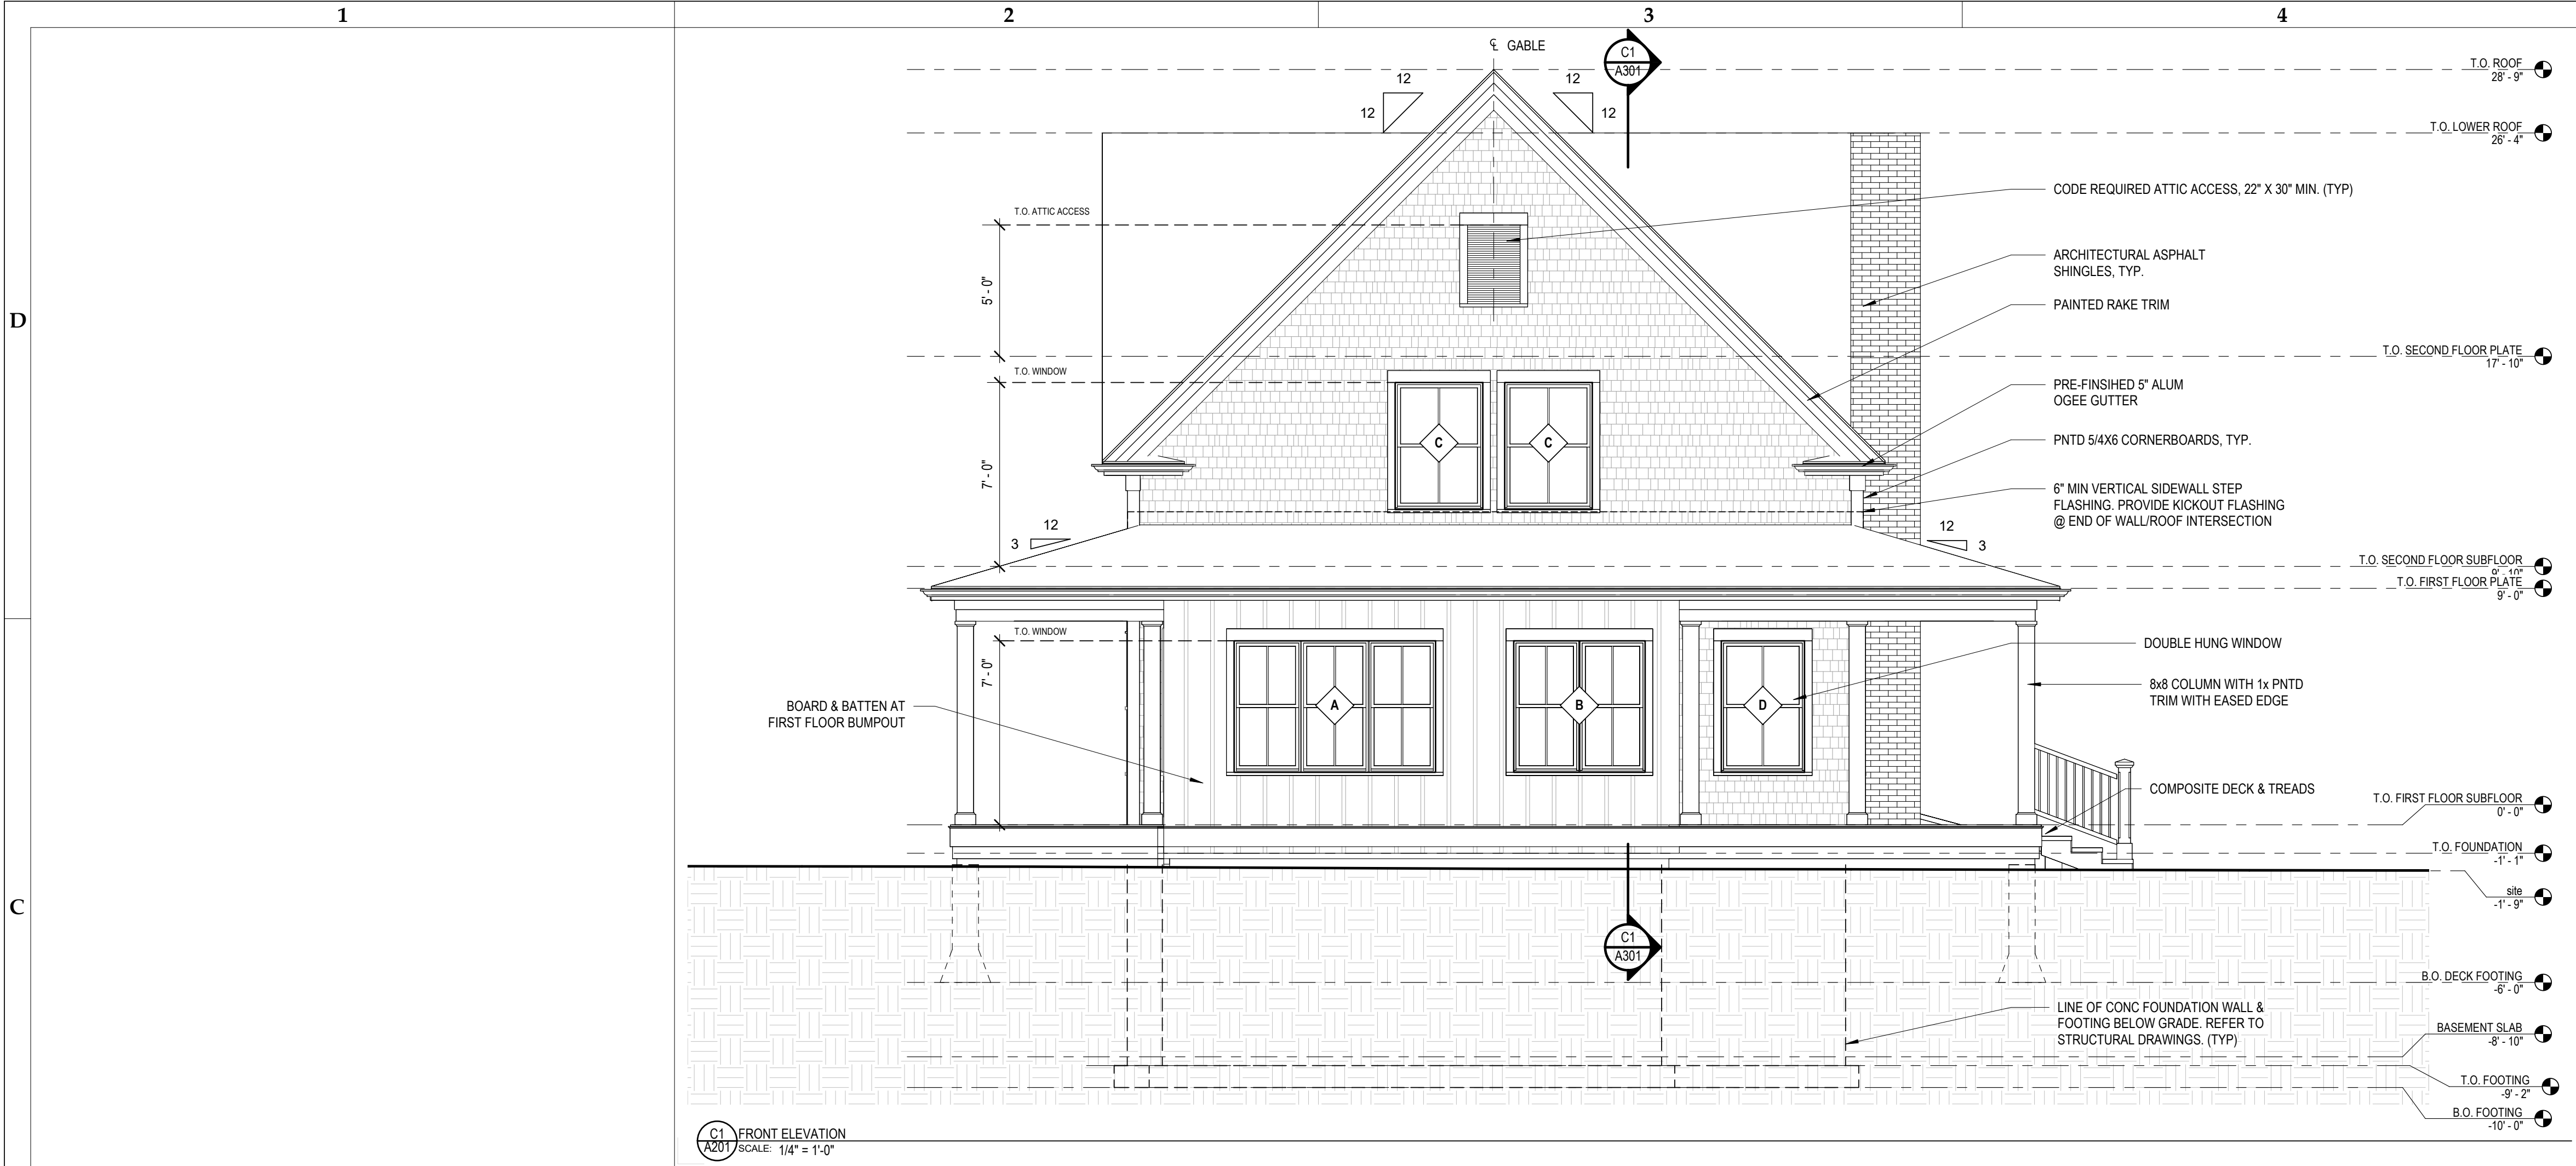 1
2
3
4
D
C
℄ GABLE
C1
A301
12
12
12
12
T.O. ROOF
28' - 9"
T.O. LOWER ROOF
26' - 4"
CODE REQUIRED ATTIC ACCESS, 22" X 30" MIN. (TYP)
T.O. ATTIC ACCESS
5' - 0"
ARCHITECTURAL ASPHALT
SHINGLES, TYP.
PAINTED RAKE TRIM
T.O. SECOND FLOOR PLATE
17' - 10"
T.O. WINDOW
PRE-FINSIHED 5" ALUM
OGEE GUTTER
C
C
PNTD 5/4X6 CORNERBOARDS, TYP.
7' - 0"
6" MIN VERTICAL SIDEWALL STEP
FLASHING. PROVIDE KICKOUT FLASHING
@ END OF WALL/ROOF INTERSECTION
12
3
12
3
T.O. SECOND FLOOR SUBFLOOR
9' - 10"
T.O. FIRST FLOOR PLATE
9' - 0"
T.O. WINDOW
7' - 0"
DOUBLE HUNG WINDOW
8x8 COLUMN WITH 1x PNTD
TRIM WITH EASED EDGE
BOARD & BATTEN AT
FIRST FLOOR BUMPOUT
A
B
D
COMPOSITE DECK & TREADS
T.O. FIRST FLOOR SUBFLOOR
0' - 0"
T.O. FOUNDATION
-1' - 1"
site
-1' - 9"
C1
A301
B.O. DECK FOOTING
-6' - 0"
LINE OF CONC FOUNDATION WALL &
FOOTING BELOW GRADE. REFER TO
STRUCTURAL DRAWINGS. (TYP)
BASEMENT SLAB
-8' - 10"
T.O. FOOTING
-9' - 2"
B.O. FOOTING
-10' - 0"
C1
A201
FRONT ELEVATION
SCALE: 1/4" = 1'-0"